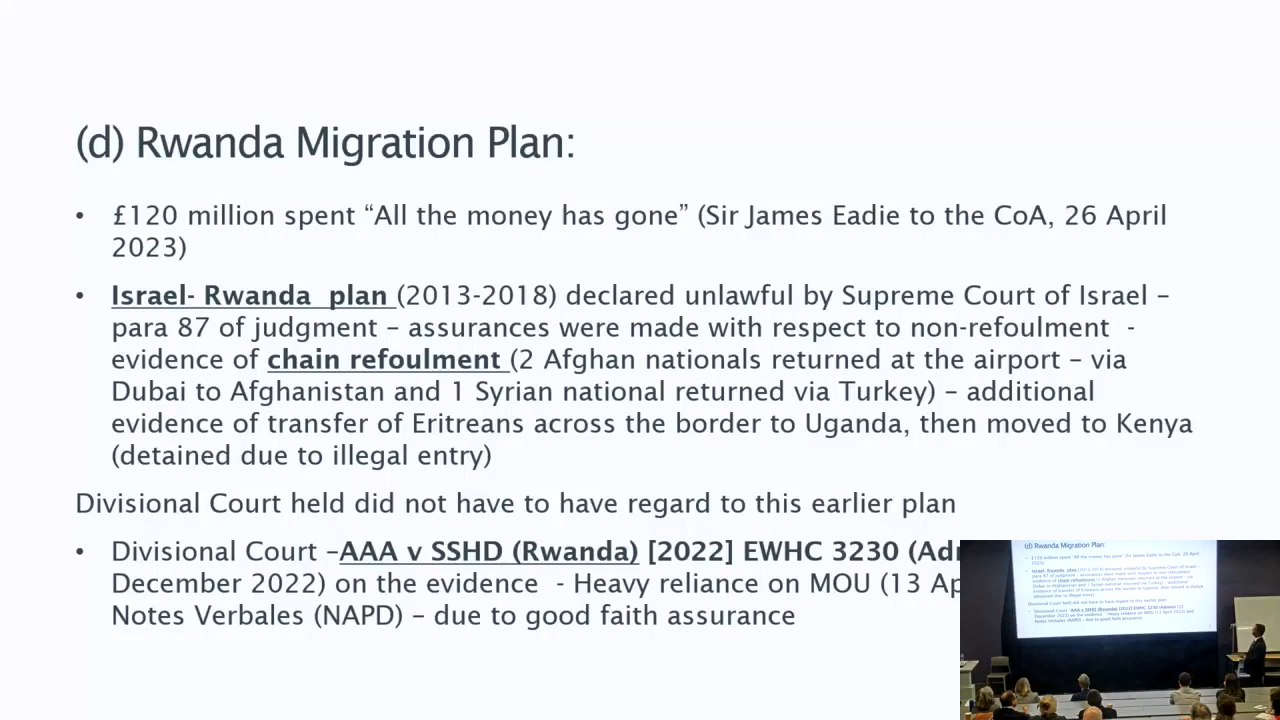 (d) Rwanda Migration Plan:
• £120 million spent “All the money has gone” (Sir James Eadie to the CoA, 26 April
2023)
• Israel- Rwanda  plan (2013-2018) declared unlawful by Supreme Court of Israel –
para 87 of judgment – assurances were made with respect to non-refoulment  -
evidence of chain refoulment (2 Afghan nationals returned at the airport – via
Dubai to Afghanistan and 1 Syrian national returned via Turkey) – additional
evidence of transfer of Eritreans across the border to Uganda, then moved to Kenya
(detained due to illegal entry)
Divisional Court held did not have to have regard to this earlier plan
• Divisional Court –AAA v SSHD (Rwanda) [2022] EWHC 3230 (Adm
December 2022) on the evidence  - Heavy reliance on MOU (13 Ap
Notes Verbales (NVRP) – due to good faith assurance
(d) Rwanda Migration Plan: